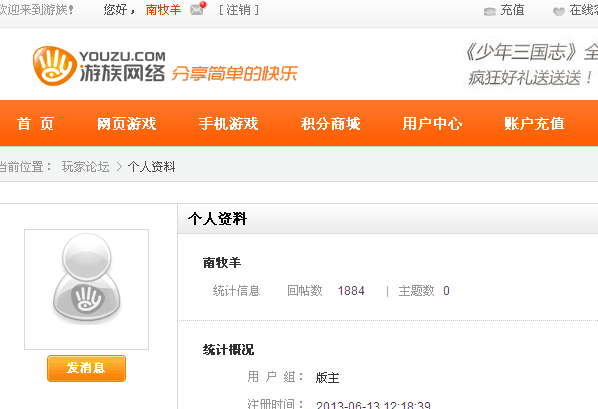 欢迎来到游族! 您好, 南牧羊 [ 注销 ] 充值 在线客
YOUZU.COM
游族网络 分享简单的快乐
《少年三国志》全
疯狂好礼送送送!
首 页 网页游戏 手机游戏 积分商城 用户中心 账户充值
当前位置: 玩家论坛 > 个人资料
个人资料
南牧羊
统计信息 回帖数 1884 | 主题数 0
发消息
统计概况
用 户 组: 版主
注册时间: 2013-06-13 12:18:39